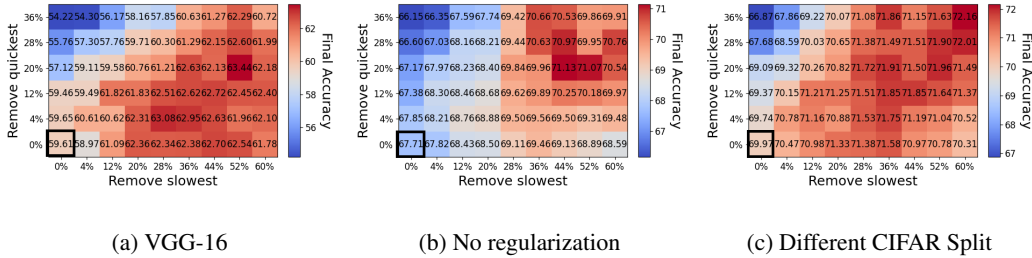 36% 54.22 54.30 57.10 58.16 57.85 60.63 61.27 62.29 60.72
28% 55.76 57.30 57.76 59.71 60.30 61.29 62.15 62.60 61.99
20% 57.12 59.11 59.58 60.76 61.21 62.63 62.13 63.44 62.18
12% 59.46 59.49 61.82 61.83 62.51 62.62 62.72 62.45 62.40
4% 59.65 60.61 60.62 62.31 63.08 62.95 62.63 61.96 62.10
0% 59.61 58.97 61.09 62.36 62.34 62.38 62.70 62.54 61.78
0% 4% 12% 20% 28% 36% 44% 52% 60%
Remove slowest
Remove quickest
Final Accuracy
62
60
58
56
(a) VGG-16
36% 66.15 66.35 67.59 67.74 69.42 70.66 70.53 69.86 69.91
28% 66.60 67.03 68.16 68.21 69.34 70.63 70.97 69.95 70.76
20% 67.17 67.97 68.23 68.40 69.84 69.96 71.13 71.07 70.54
12% 67.38 68.30 68.46 68.68 69.62 69.89 70.25 70.18 69.97
4% 67.85 68.21 68.76 68.88 69.50 69.56 69.50 69.31 69.48
0% 67.71 67.82 68.43 68.50 69.11 69.46 69.13 68.89 68.59
0% 4% 12% 20% 28% 36% 44% 52% 60%
Remove slowest
Remove quickest
Final Accuracy
71
70
69
68
67
(b) No regularization
36% 66.87 67.86 69.22 70.07 71.08 71.86 71.15 71.63 72.16
28% 67.68 68.59 70.03 70.65 71.38 71.49 71.51 71.90 72.01
20% 69.09 69.32 70.16 70.72 71.77 71.91 71.50 71.96 71.49
12% 69.37 70.15 71.21 71.25 71.51 71.85 71.85 71.64 71.37
4% 69.74 70.78 71.16 71.88 71.33 71.75 71.19 71.04 70.52
0% 69.97 70.47 70.98 71.33 71.38 71.58 71.07 70.78 70.31
0% 4% 12% 20% 28% 36% 44% 52% 60%
Remove slowest
Remove quickest
Final Accuracy
72
71
70
69
68
67
(c) Different CIFAR Split